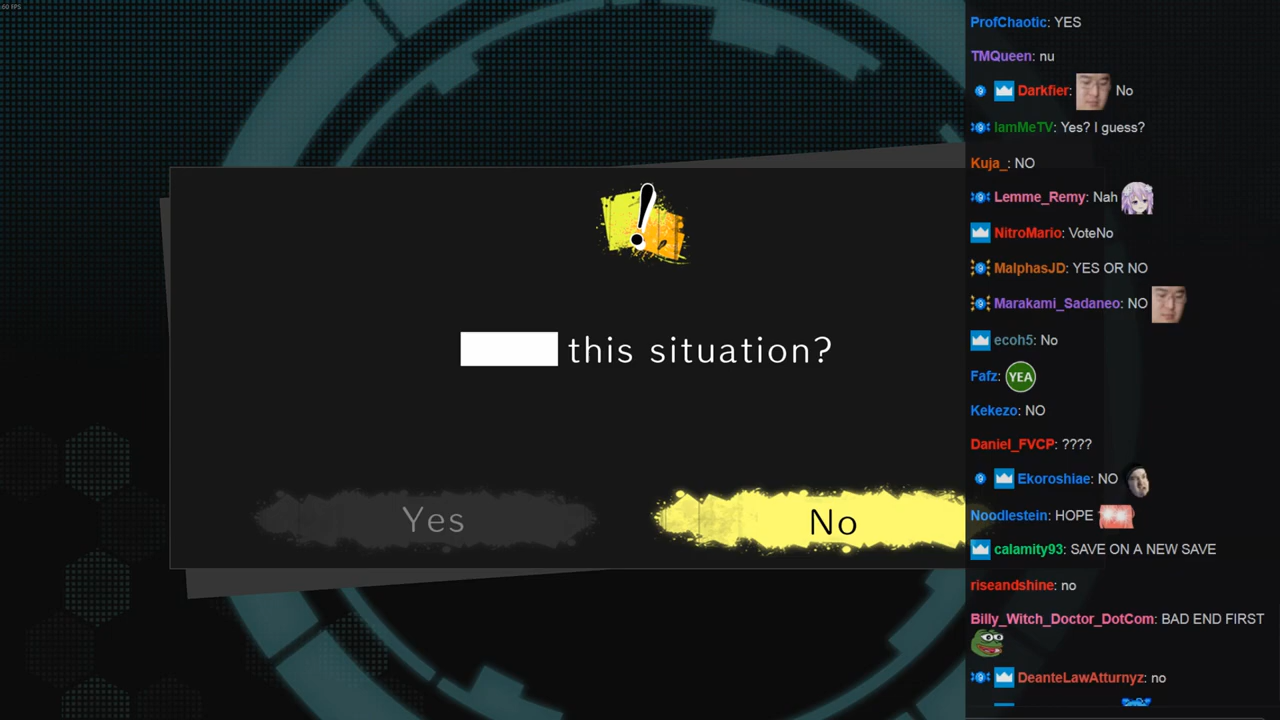 60 FPS
this situation?
Yes
No
ProfChaotic: YES
TMQueen: nu
Darkfier: No
IamMeTV: Yes? I guess?
Kuja_: NO
Lemme_Remy: Nah
NitroMario: VoteNo
MalphasJD: YES OR NO
Marakami_Sadaneo: NO
ecoh5: No
Fafz: YEA
Kekezo: NO
Daniel_FVCP: ????
Ekoroshiae: NO
Noodlestein: HOPE
calamity93: SAVE ON A NEW SAVE
riseandshine: no
Billy_Witch_Doctor_DotCom: BAD END FIRST
DeanteLawAtturnyz: no